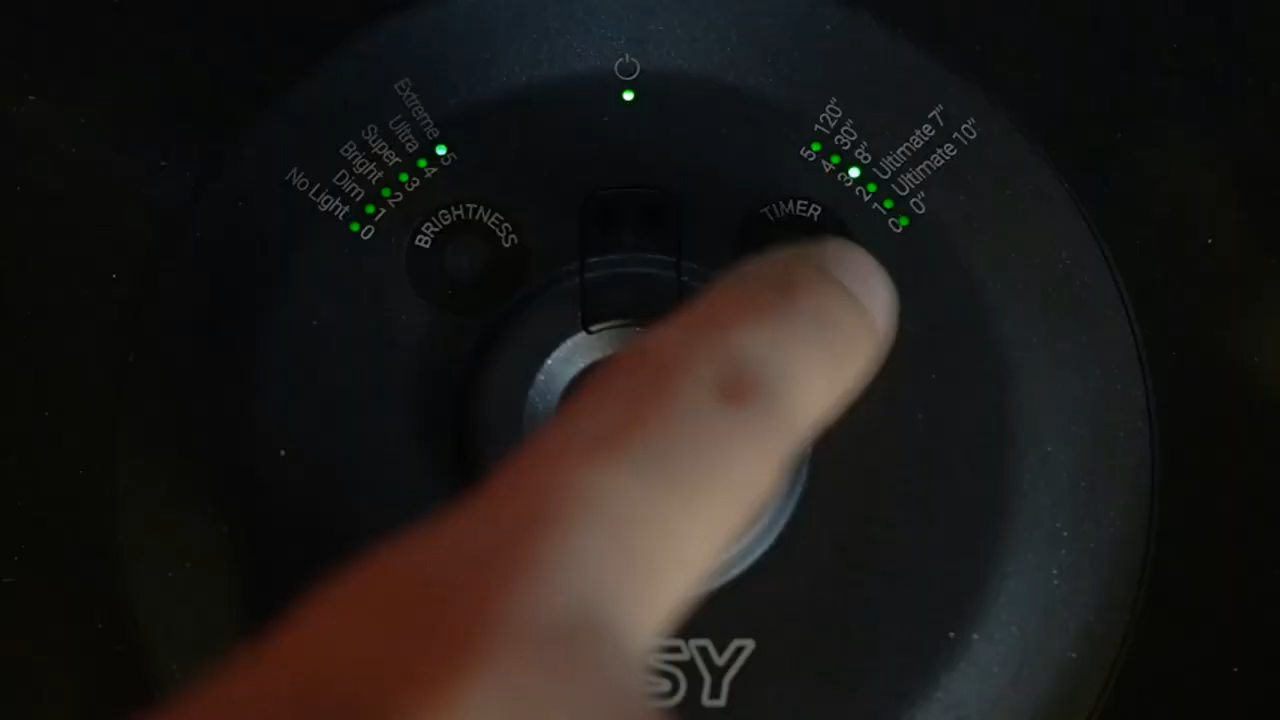 Extreme
Ultra
Super
Bright
Dim
No Light
5
4
3
2
1
0
BRIGHTNESS
TIMER
120"
30"
8"
Ultimate 7"
Ultimate 10"
0"
5
4
3
2
1
0
SY